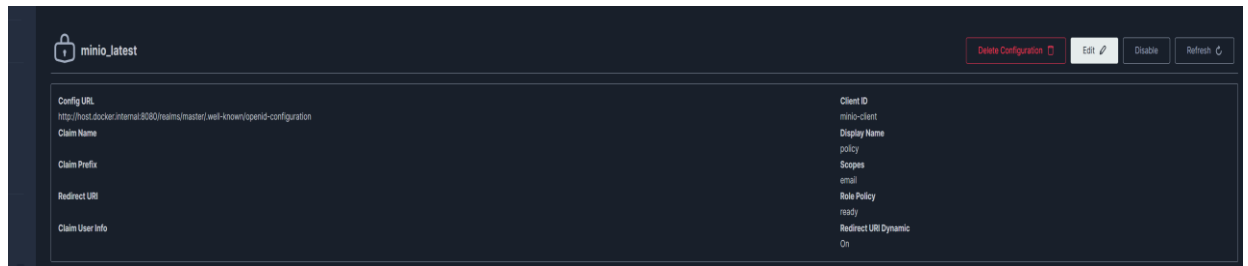 minio_latest
Delete Configuration
Edit
Disable
Refresh
Config URL
http://host.docker.internal:8080/realms/master/.well-known/openid-configuration
Claim Name
Claim Prefix
Redirect URI
Claim User Info
Client ID
minio-client
Display Name
policy
Scopes
email
Role Policy
ready
Redirect URI Dynamic
On